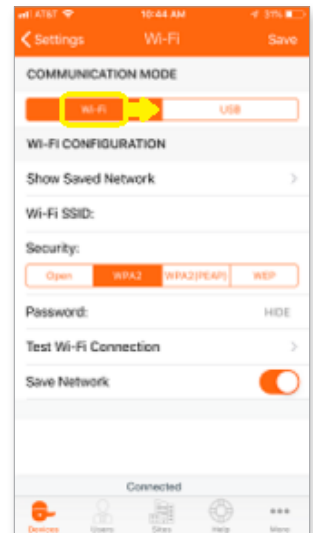 AT&T 10:44 AM 31%
Settings Wi-Fi Save
COMMUNICATION MODE
Wi-Fi USB
WI-FI CONFIGURATION
Show Saved Network
Wi-Fi SSID:
Security:
Open WPA2 WPA2(PEAP) WEP
Password: HIDE
Test Wi-Fi Connection
Save Network
Connected
Devices Users Sites Help More